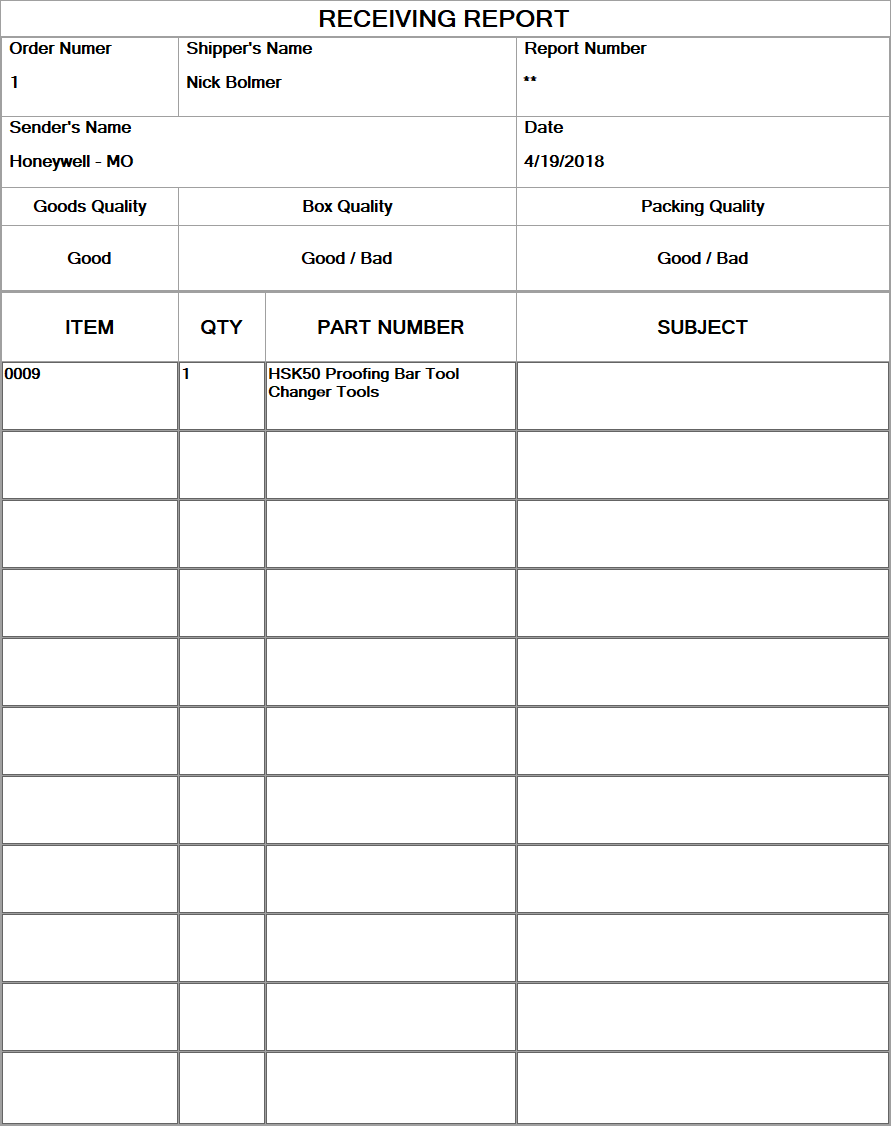 RECEIVING REPORT
Order Numer
Shipper's Name
Report Number
1
Nick Bolmer
**
Sender's Name
Date
Honeywell - MO
4/19/2018
Goods Quality
Box Quality
Packing Quality
Good
Good / Bad
Good / Bad
ITEM
QTY
PART NUMBER
SUBJECT
0009
1
HSK50 Proofing Bar Tool
Changer Tools